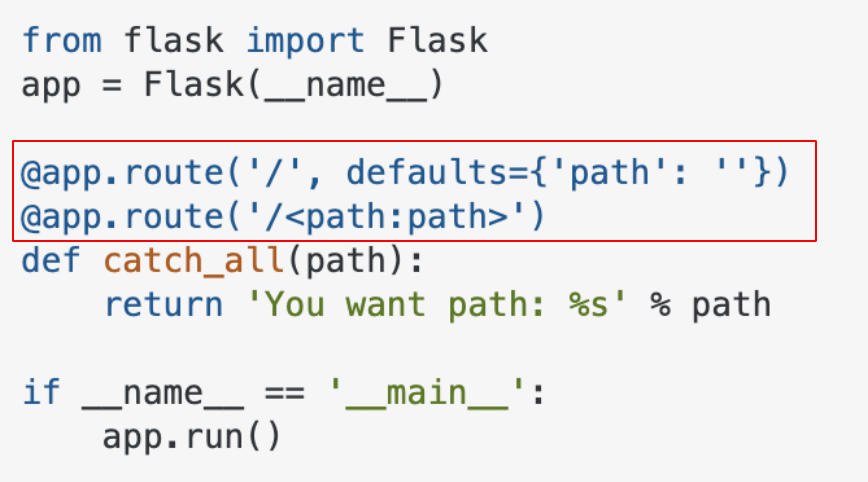 from flask import Flask
app = Flask(__name__)
@app.route('/', defaults={'path': ''})
@app.route('/<path:path>')
def catch_all(path):
    return 'You want path: %s' % path
if __name__ == '__main__':
    app.run()